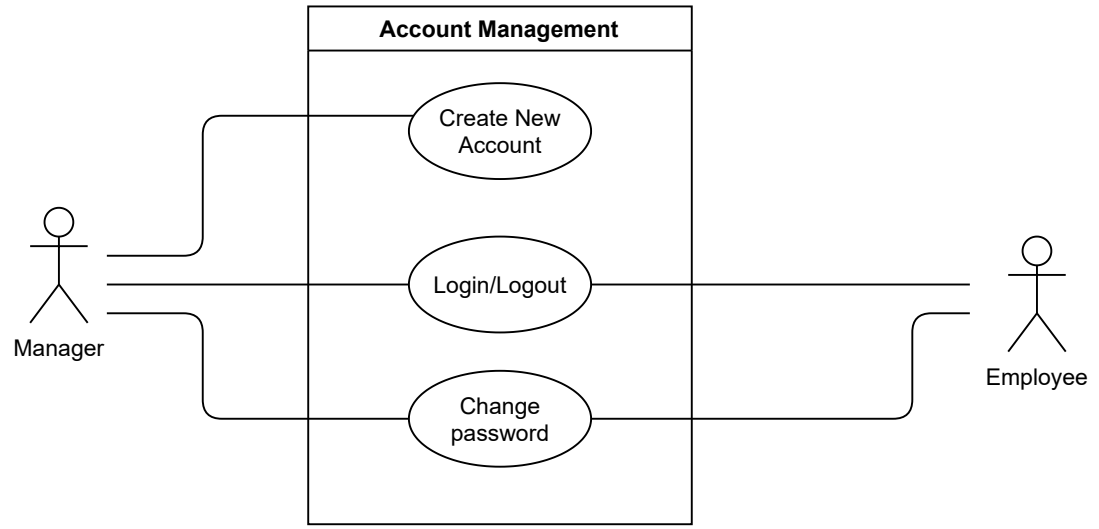 Account Management
Create New
Account
Login/Logout
Manager
Employee
Change
password